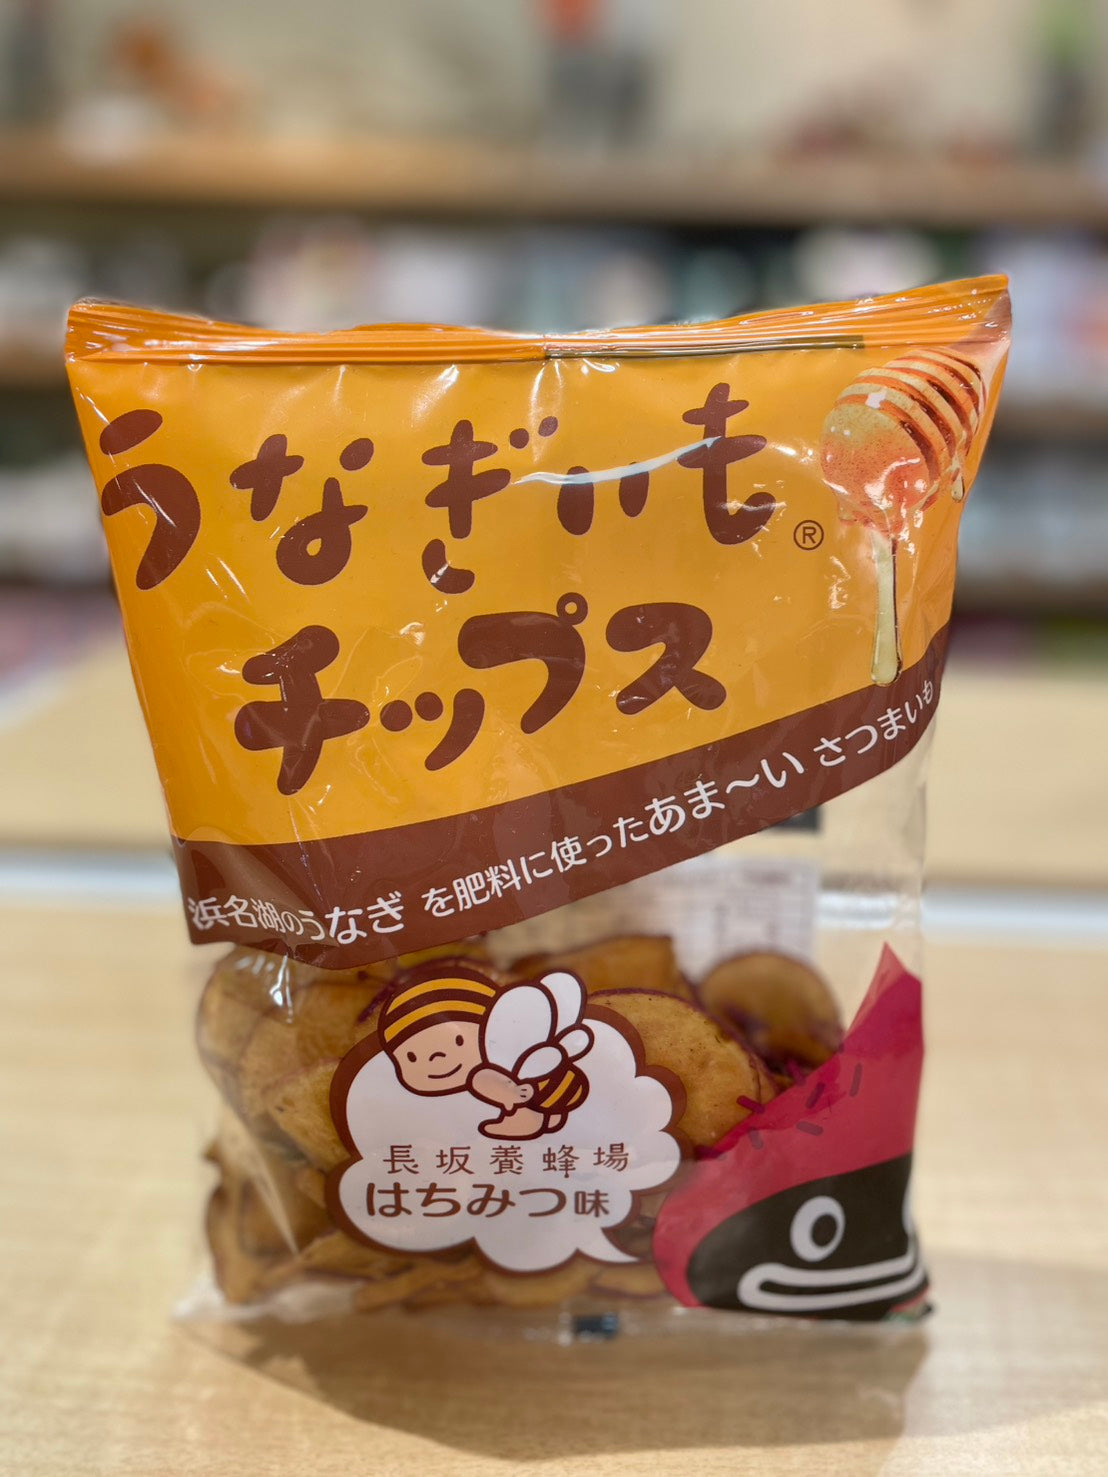 うなぎいも®
チップス
浜名湖のうなぎを肥料に使ったあま〜いさつまいも
長坂養蜂場
はちみつ味